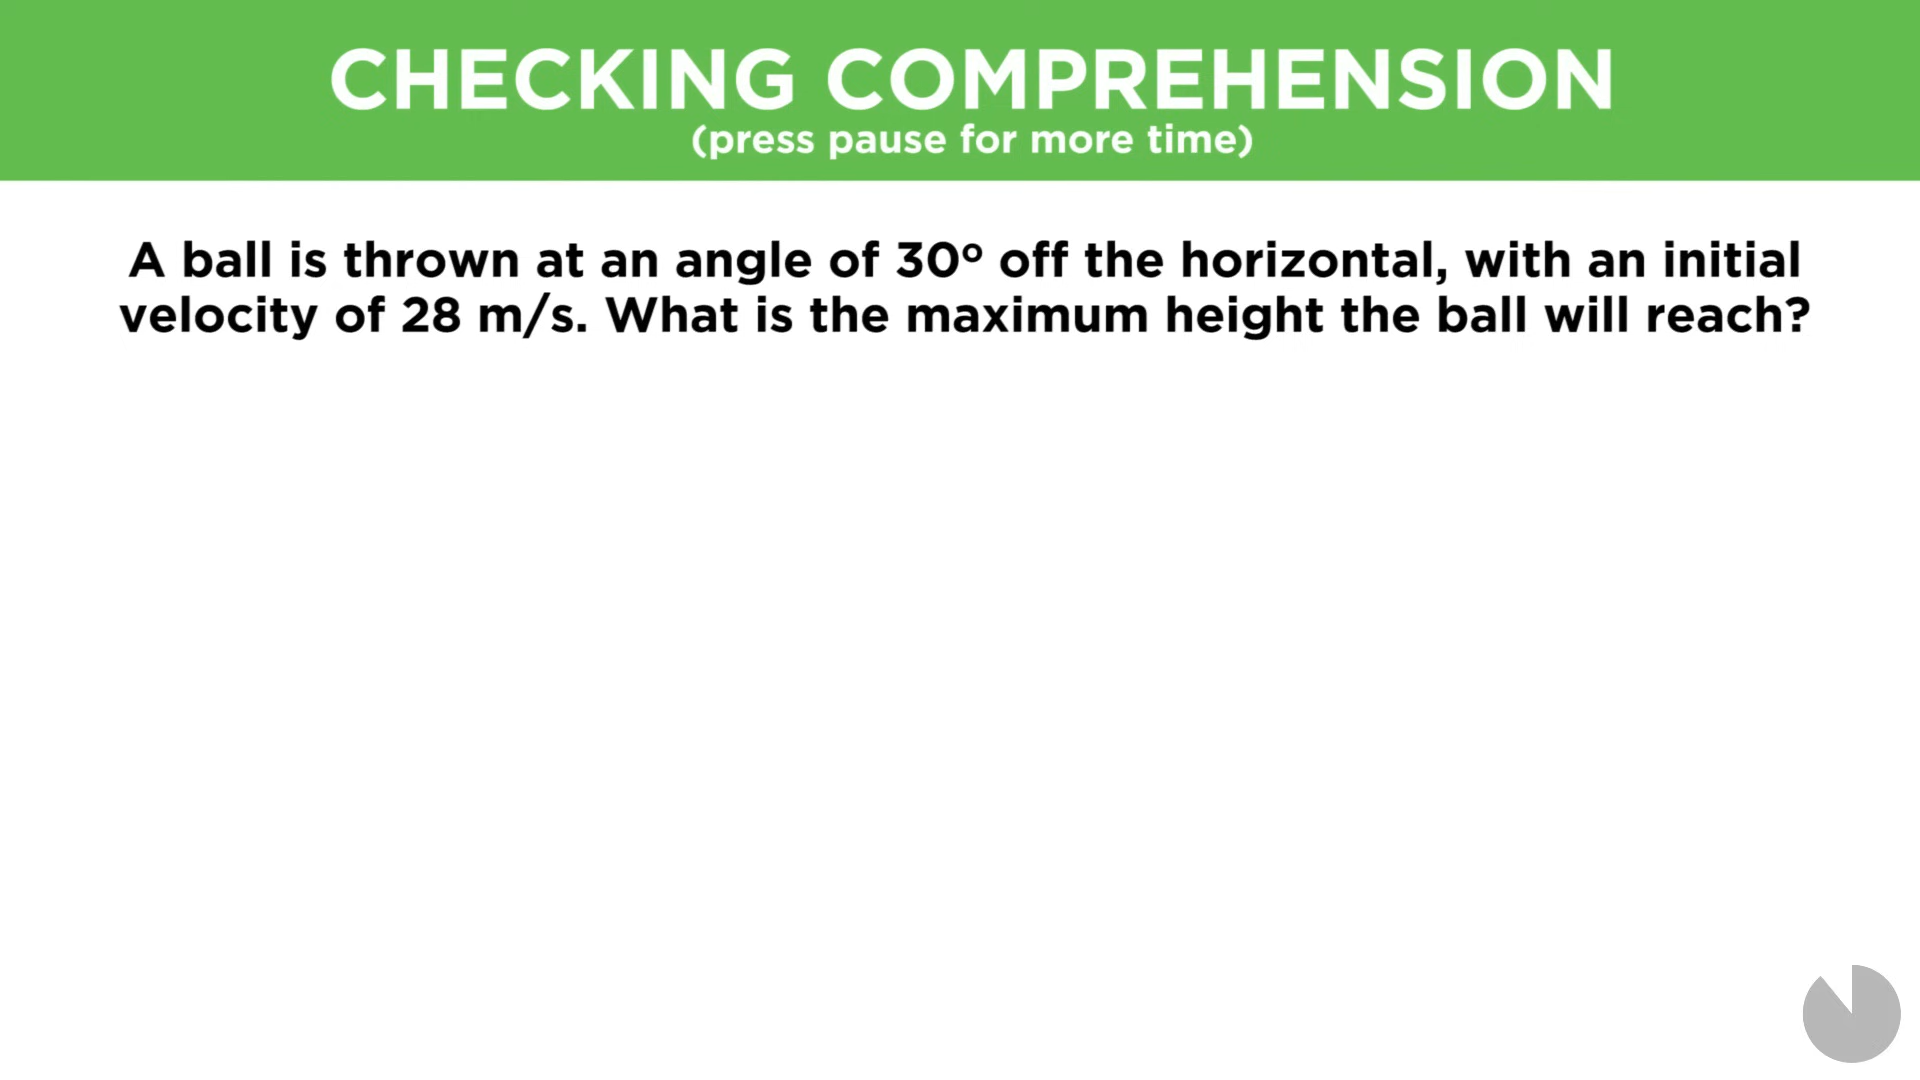 CHECKING COMPREHENSION
(press pause for more time)
A ball is thrown at an angle of 30º off the horizontal, with an initial
velocity of 28 m/s. What is the maximum height the ball will reach?